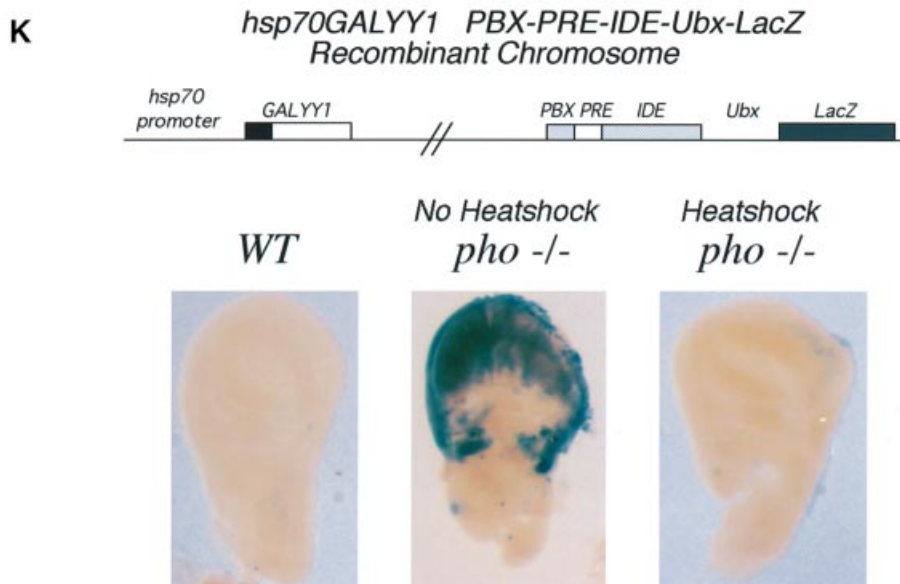 K
hsp70GALYY1 PBX-PRE-IDE-Ubx-LacZ
Recombinant Chromosome
hsp70
promoter
GALYY1
PBX PRE IDE Ubx LacZ
No Heatshock Heatshock
WT pho -/- pho -/-